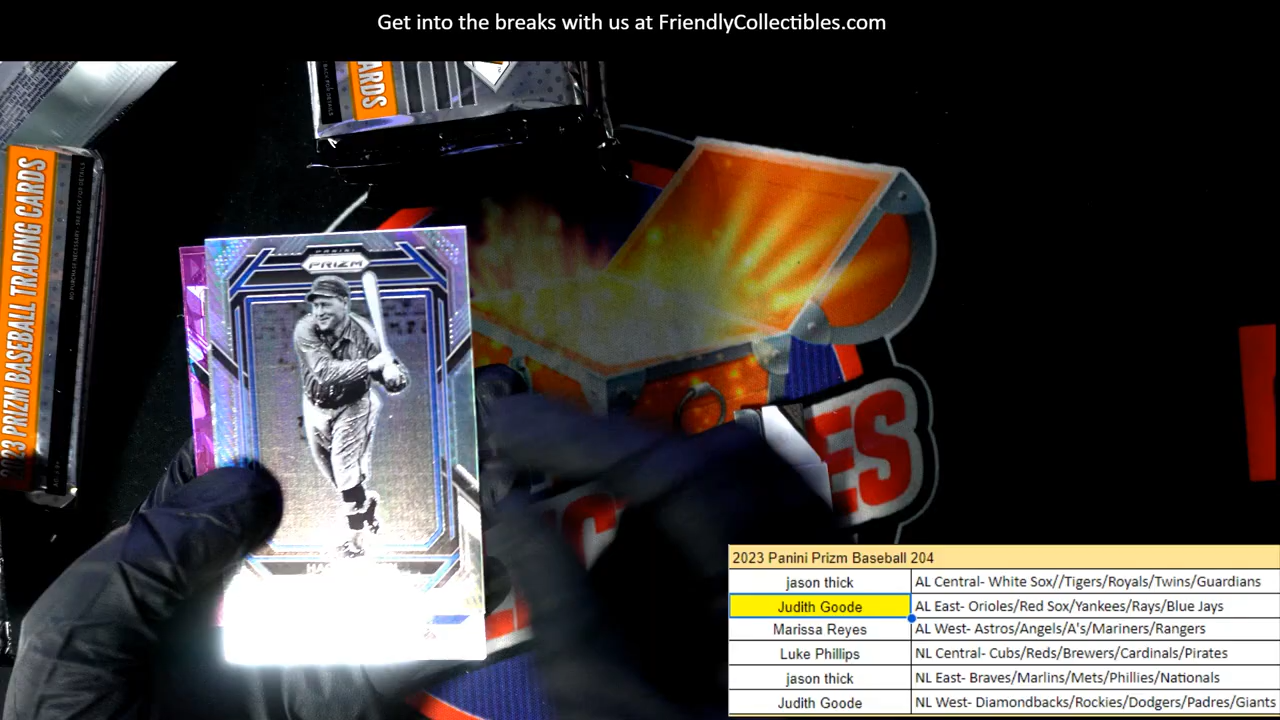 Get into the breaks with us at FriendlyCollectibles.com
CARDS
2023 PRIZM BASEBALL TRADING CARDS
PANINI
PRIZM
ES
2023 Panini Prizm Baseball 204
jason thick AL Central- White Sox//Tigers/Royals/Twins/Guardians
Judith Goode AL East- Orioles/Red Sox/Yankees/Rays/Blue Jays
Marissa Reyes AL West- Astros/Angels/A's/Mariners/Rangers
Luke Phillips NL Central- Cubs/Reds/Brewers/Cardinals/Pirates
jason thick NL East- Braves/Marlins/Mets/Phillies/Nationals
Judith Goode NL West- Diamondbacks/Rockies/Dodgers/Padres/Giants